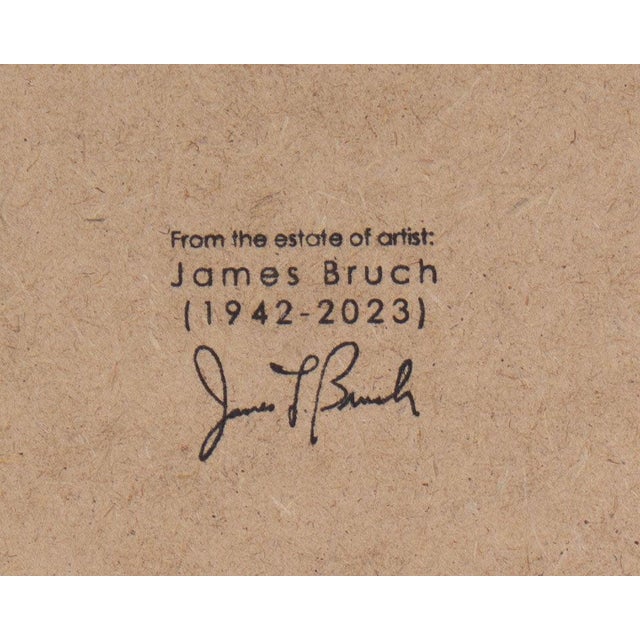 From the estate of artist:
James Bruch
(1942-2023)
James L. Bruch